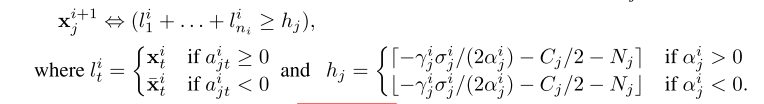 x_j^{i+1} ⇔ (l_1^i + … + l_{n_i}^i ≥ h_j),
where l_t^i = { x_t^i if a_{jt}^i ≥ 0 ; x̄_t^i if a_{jt}^i < 0 and h_j = { ⌈−γ_j^i σ_j^i/(2α_j^i) − C_j/2 − N_j⌉ if α_j^i > 0 ; ⌊−γ_j^i σ_j^i/(2α_j^i) − C_j/2 − N_j⌋ if α_j^i < 0.